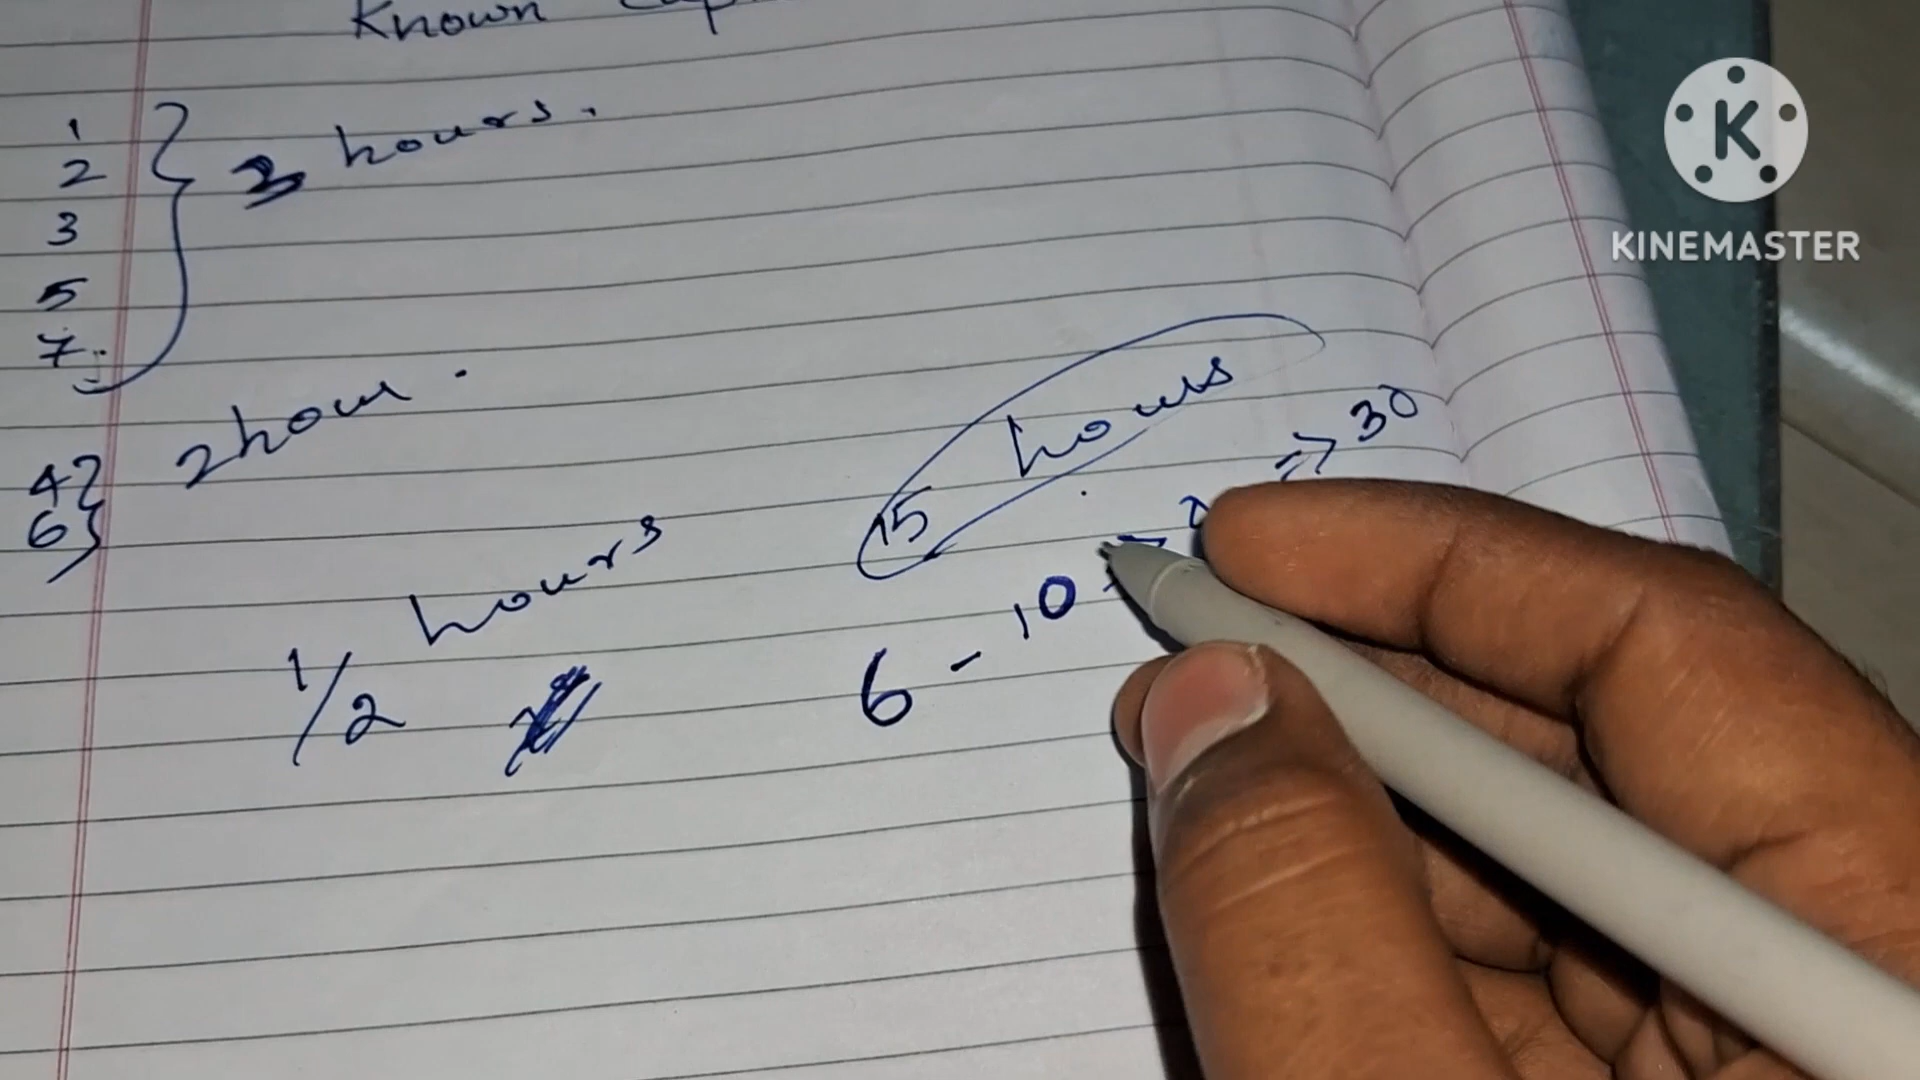 Known
1
2
3
5
7
3 hours.
4
6
2 hour.
1/2 hours
15 hours
6 - 10
=> 30
K
KINEMASTER